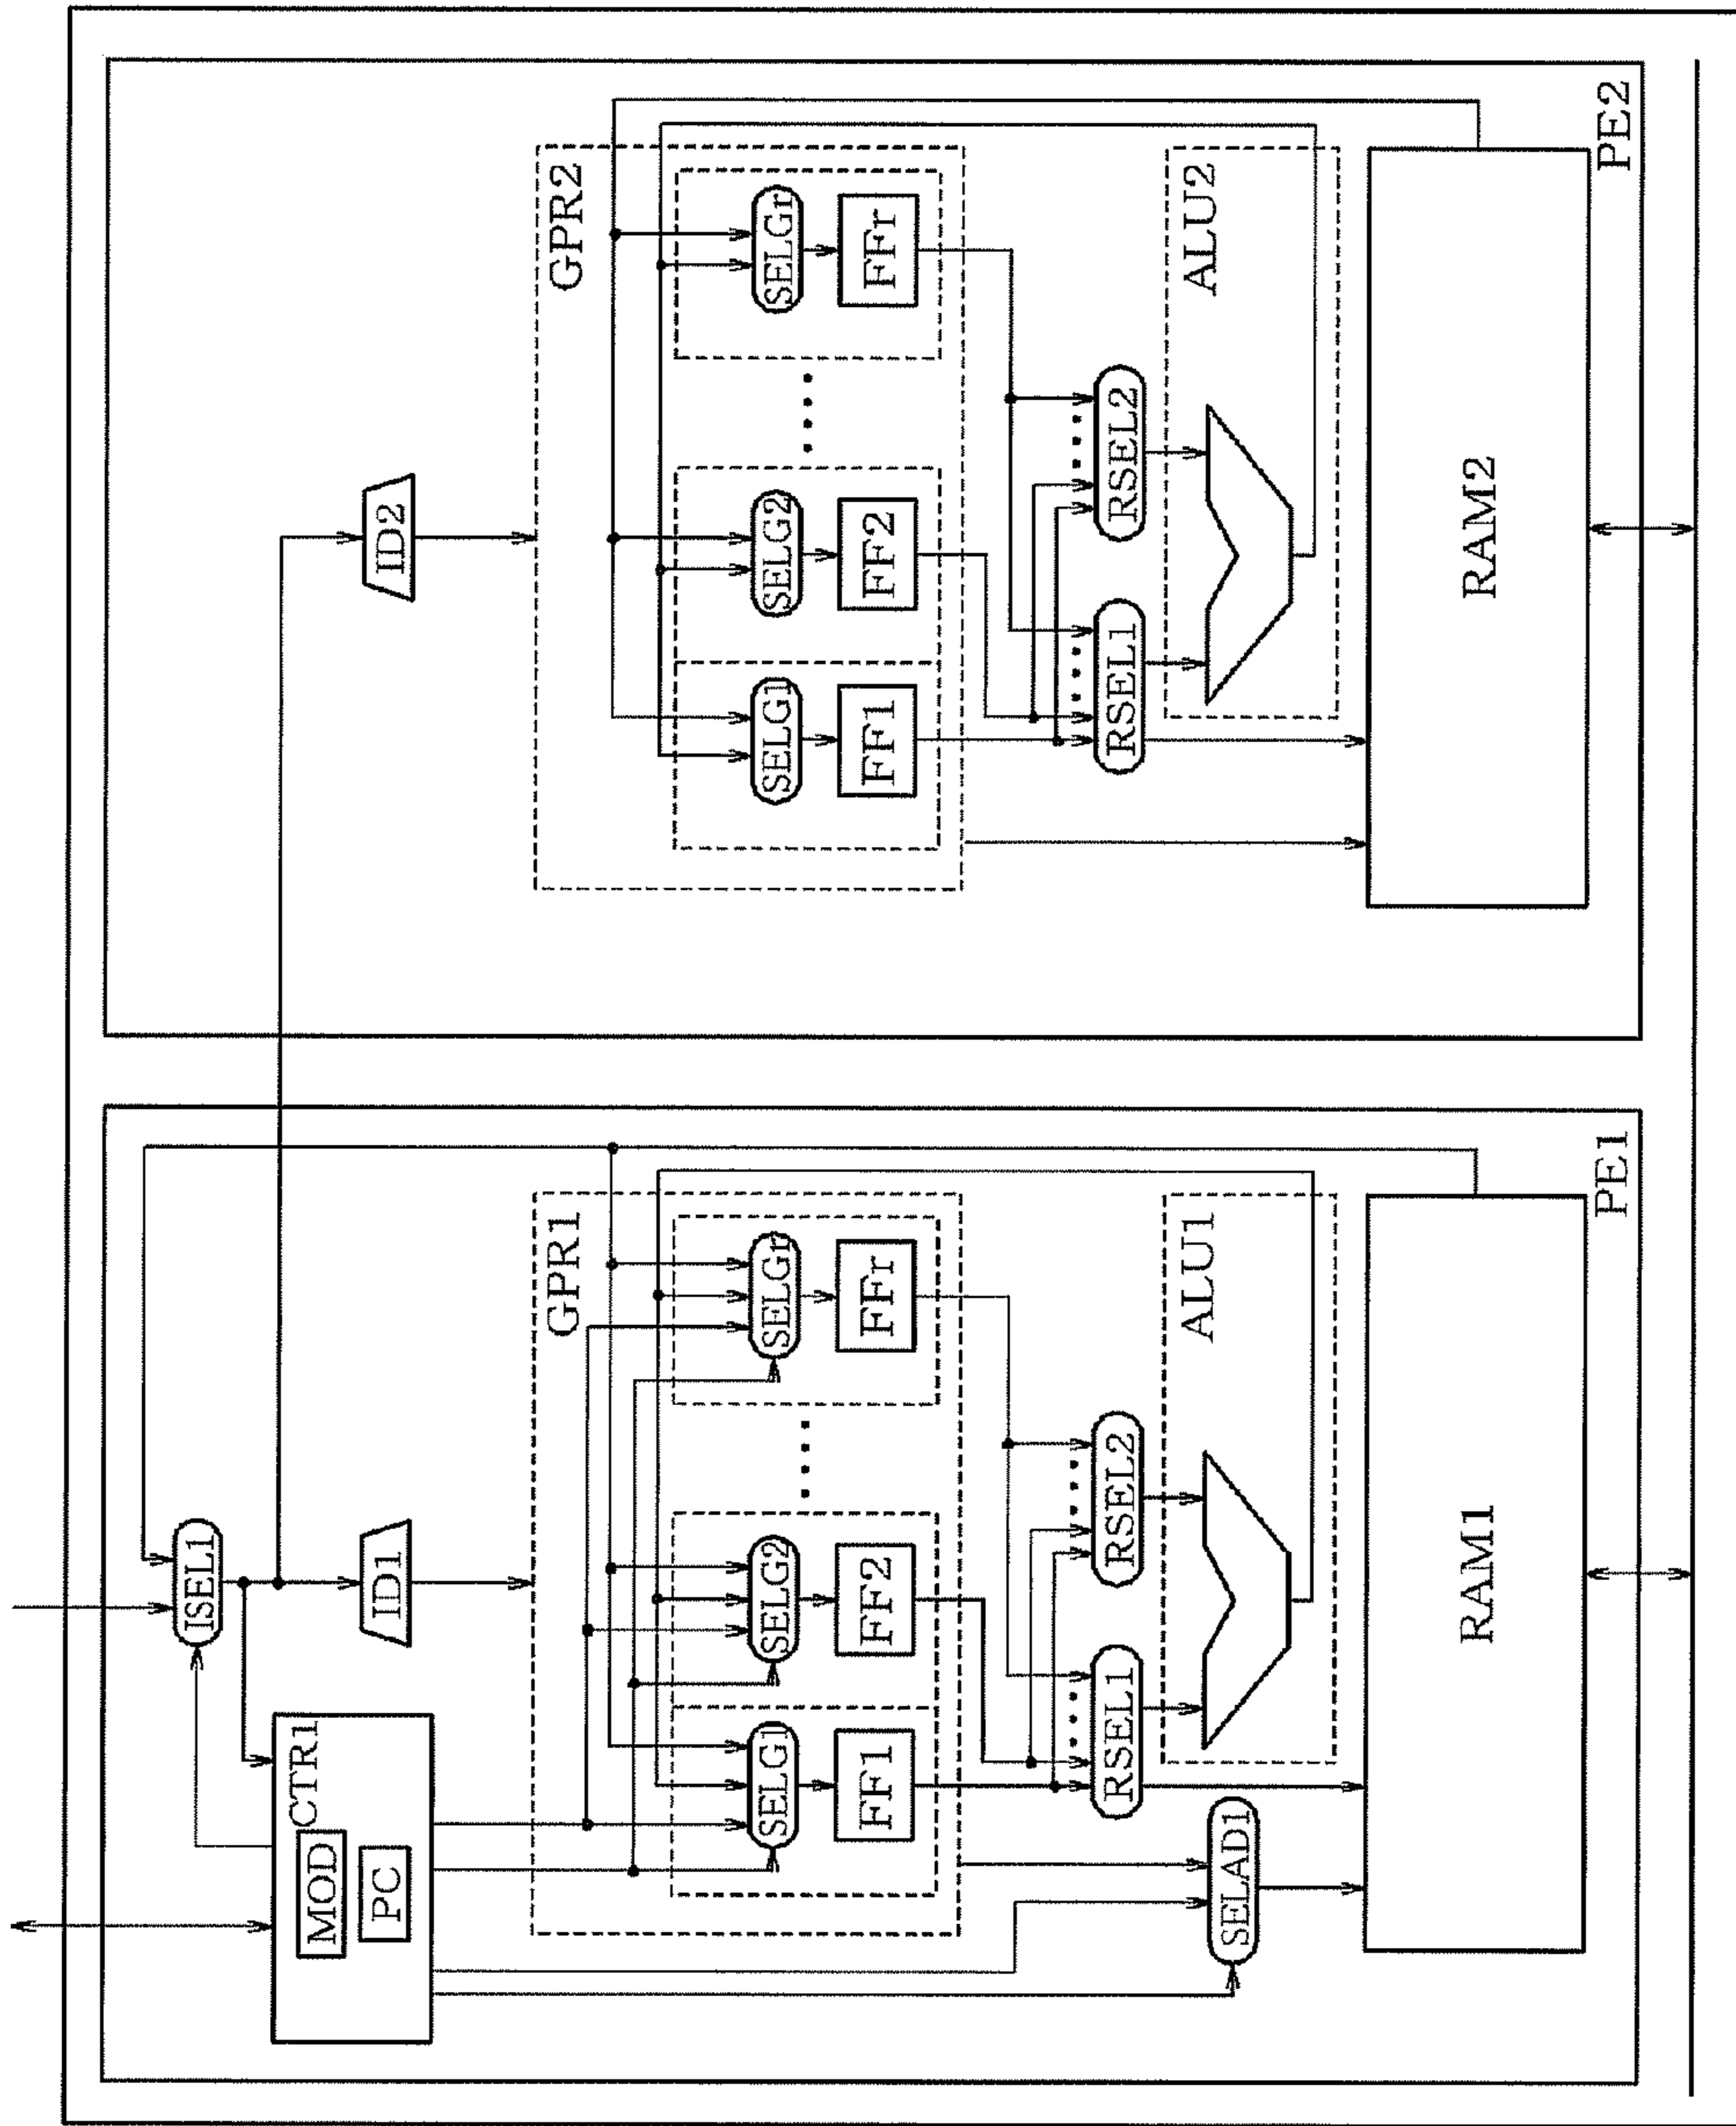 ISEL1
CTR1
MOD
PC
ID1
GPR1
SELG1
SELG2
SELGr
FF1
FF2
FFr
RSEL1
RSEL2
SELAD1
ALU1
RAM1
PE1
ID2
GPR2
SELG1
SELG2
SELGr
FF1
FF2
FFr
RSEL1
RSEL2
ALU2
RAM2
PE2